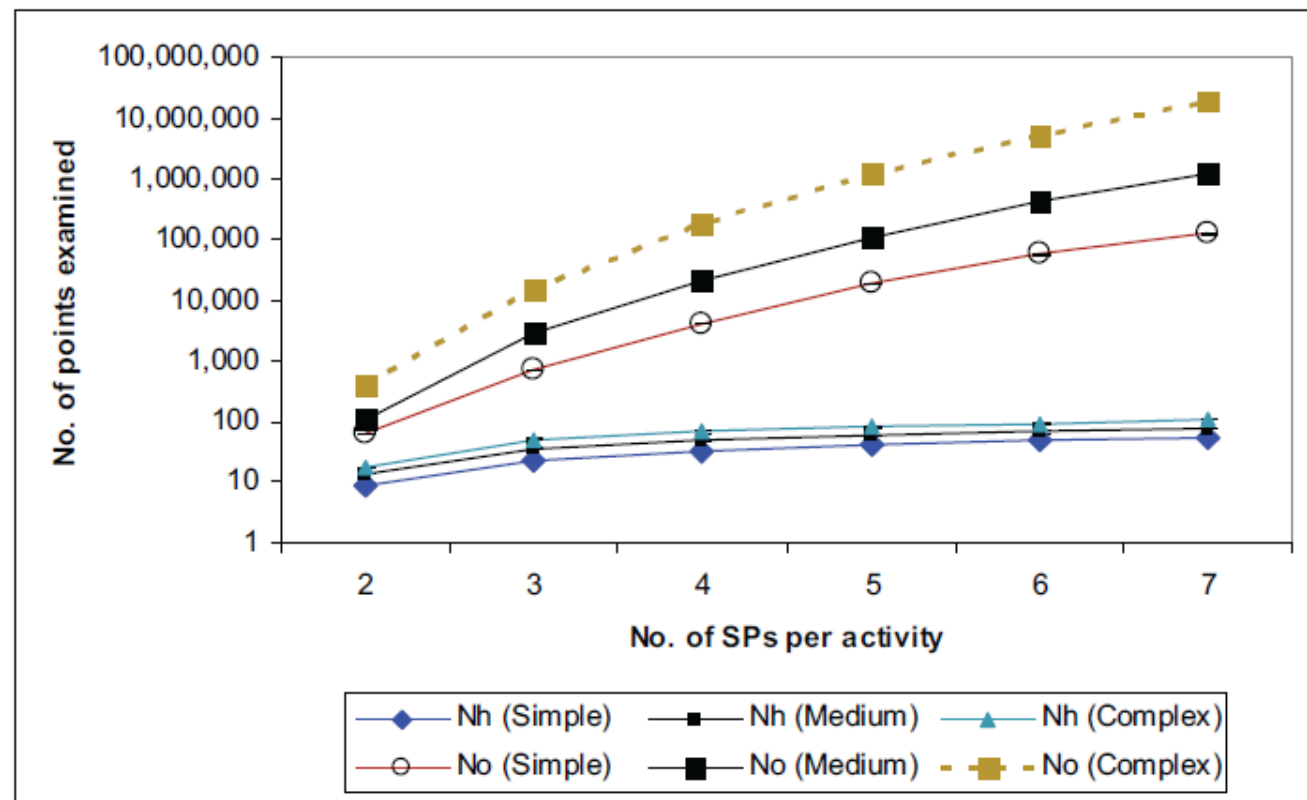 100,000,000
10,000,000
1,000,000
100,000
10,000
1,000
100
10
1
No. of points examined
2 3 4 5 6 7
No. of SPs per activity
Nh (Simple) Nh (Medium) Nh (Complex)
No (Simple) No (Medium) No (Complex)